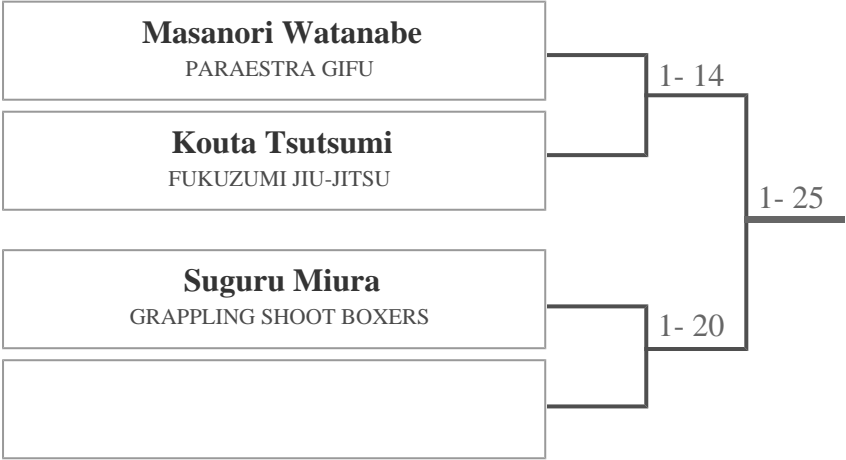 Masanori Watanabe
PARAESTRA GIFU
1- 14
Kouta Tsutsumi
FUKUZUMI JIU-JITSU
1- 25
Suguru Miura
GRAPPLING SHOOT BOXERS
1- 20